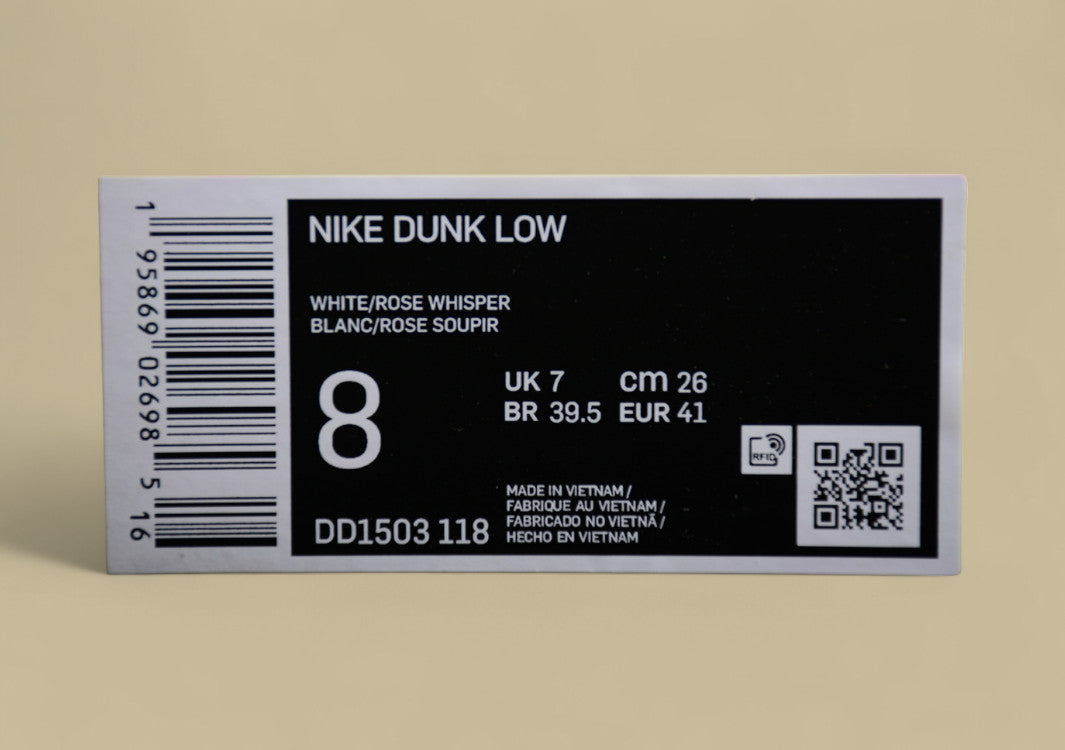 NIKE DUNK LOW
WHITE/ROSE WHISPER
BLANC/ROSE SOUPIR
8
UK 7 cm 26
BR 39.5 EUR 41
MADE IN VIETNAM /
FABRIQUE AU VIETNAM /
FABRICADO NO VIETNÃ /
HECHO EN VIETNAM
DD1503 118
RFID
1 95869 02698 5 16